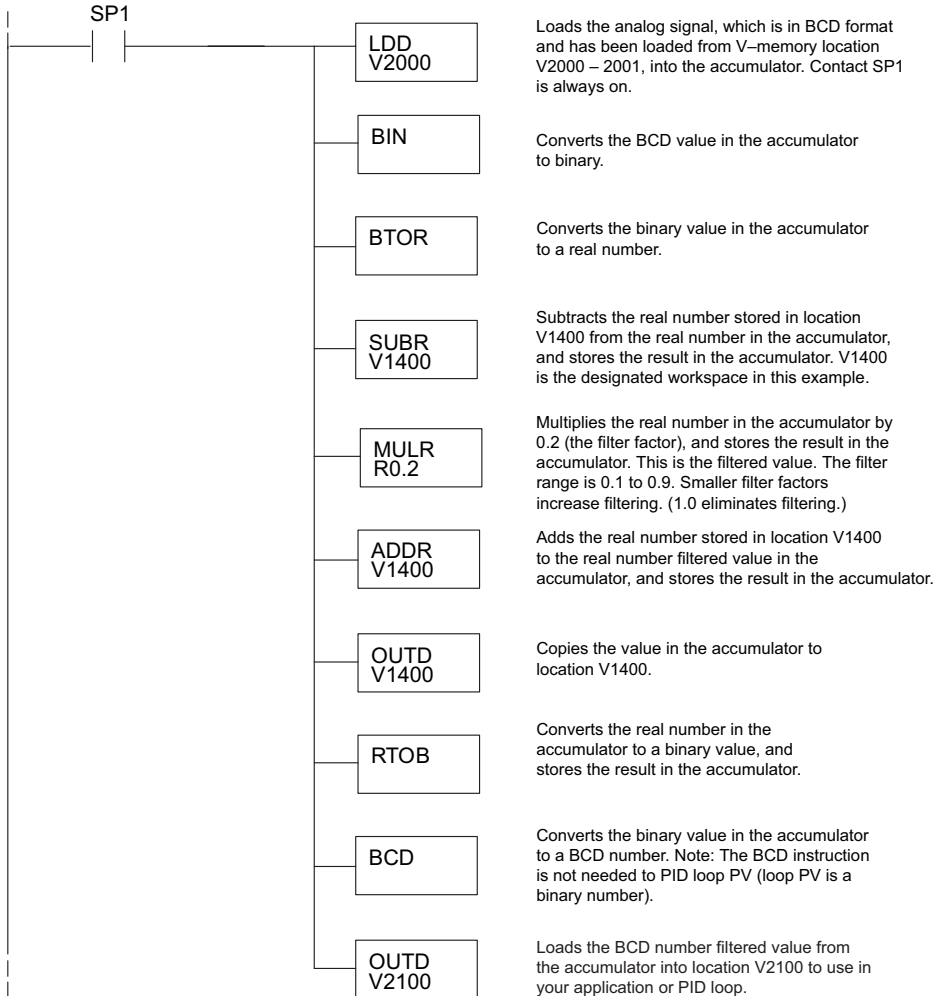 SP1
LDD
V2000
Loads the analog signal, which is in BCD format
and has been loaded from V–memory location
V2000 – 2001, into the accumulator. Contact SP1
is always on.
BIN
Converts the BCD value in the accumulator
to binary.
BTOR
Converts the binary value in the accumulator
to a real number.
SUBR
V1400
Subtracts the real number stored in location
V1400 from the real number in the accumulator,
and stores the result in the accumulator. V1400
is the designated workspace in this example.
MULR
R0.2
Multiplies the real number in the accumulator by
0.2 (the filter factor), and stores the result in the
accumulator. This is the filtered value. The filter
range is 0.1 to 0.9. Smaller filter factors
increase filtering. (1.0 eliminates filtering.)
ADDR
V1400
Adds the real number stored in location V1400
to the real number filtered value in the
accumulator, and stores the result in the accumulator.
OUTD
V1400
Copies the value in the accumulator to
location V1400.
RTOB
Converts the real number in the
accumulator to a binary value, and
stores the result in the accumulator.
BCD
Converts the binary value in the accumulator
to a BCD number. Note: The BCD instruction
is not needed to PID loop PV (loop PV is a
binary number).
OUTD
V2100
Loads the BCD number filtered value from
the accumulator into location V2100 to use in
your application or PID loop.